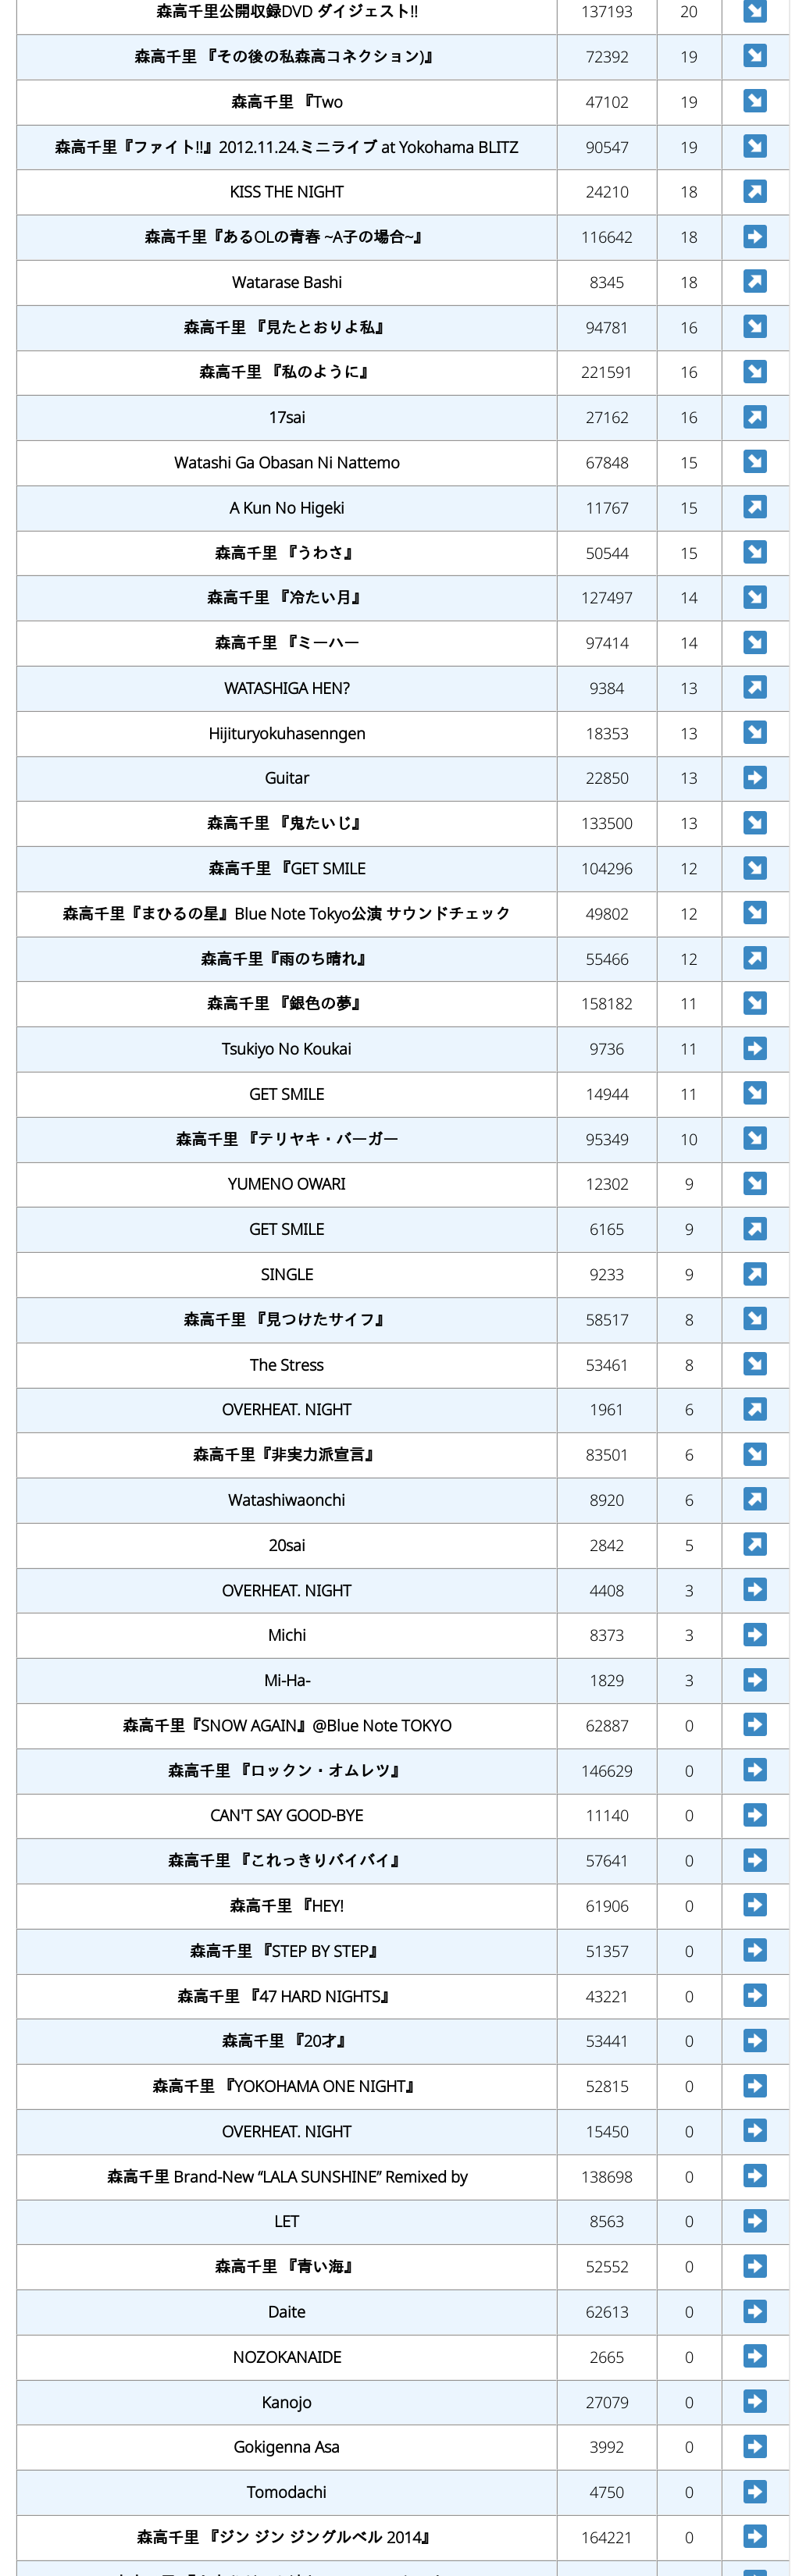 森高千里公開収録DVD ダイジェスト!! 137193 20
森高千里 『その後の私森高コネクション)』 72392 19
森高千里 『Two 47102 19
森高千里『ファイト!!』2012.11.24.ミニライブ at Yokohama BLITZ 90547 19
KISS THE NIGHT 24210 18
森高千里『あるOLの青春 ~A子の場合~』 116642 18
Watarase Bashi 8345 18
森高千里 『見たとおりよ私』 94781 16
森高千里 『私のように』 221591 16
17sai 27162 16
Watashi Ga Obasan Ni Nattemo 67848 15
A Kun No Higeki 11767 15
森高千里 『うわさ』 50544 15
森高千里 『冷たい月』 127497 14
森高千里 『ミーハー 97414 14
WATASHIGA HEN? 9384 13
Hijituryokuhasenngen 18353 13
Guitar 22850 13
森高千里 『鬼たいじ』 133500 13
森高千里 『GET SMILE 104296 12
森高千里『まひるの星』Blue Note Tokyo公演 サウンドチェック 49802 12
森高千里『雨のち晴れ』 55466 12
森高千里 『銀色の夢』 158182 11
Tsukiyo No Koukai 9736 11
GET SMILE 14944 11
森高千里 『テリヤキ・バーガー 95349 10
YUMENO OWARI 12302 9
GET SMILE 6165 9
SINGLE 9233 9
森高千里 『見つけたサイフ』 58517 8
The Stress 53461 8
OVERHEAT. NIGHT 1961 6
森高千里『非実力派宣言』 83501 6
Watashiwaonchi 8920 6
20sai 2842 5
OVERHEAT. NIGHT 4408 3
Michi 8373 3
Mi-Ha- 1829 3
森高千里『SNOW AGAIN』@Blue Note TOKYO 62887 0
森高千里 『ロックン・オムレツ』 146629 0
CAN'T SAY GOOD-BYE 11140 0
森高千里 『これっきりバイバイ』 57641 0
森高千里 『HEY! 61906 0
森高千里 『STEP BY STEP』 51357 0
森高千里 『47 HARD NIGHTS』 43221 0
森高千里 『20才』 53441 0
森高千里 『YOKOHAMA ONE NIGHT』 52815 0
OVERHEAT. NIGHT 15450 0
森高千里 Brand-New “LALA SUNSHINE” Remixed by 138698 0
LET 8563 0
森高千里 『青い海』 52552 0
Daite 62613 0
NOZOKANAIDE 2665 0
Kanojo 27079 0
Gokigenna Asa 3992 0
Tomodachi 4750 0
森高千里 『ジン ジン ジングルベル 2014』 164221 0